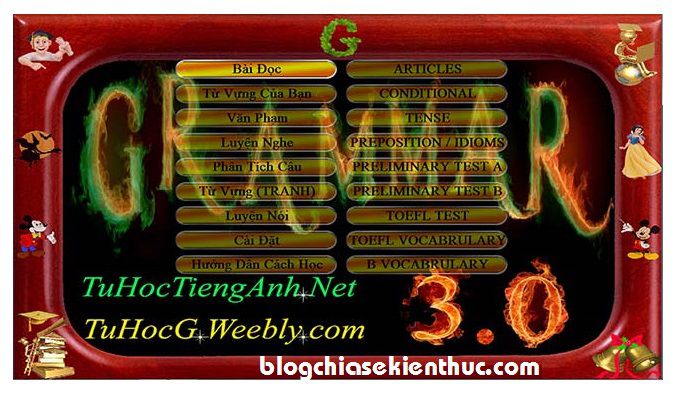 G
GRAMMAR
Bài Đọc
Từ Vựng Của Bạn
Văn Phạm
Luyện Nghe
Phân Tích Câu
Từ Vựng (TRANH)
Luyện Nói
Cài Đặt
Hướng Dẫn Cách Học
ARTICLES
CONDITIONAL
TENSE
PREPOSITION / IDIOMS
PRELIMINARY TEST A
PRELIMINARY TEST B
TOEFL TEST
TOEFL VOCABRULARY
B VOCABRULARY
TuHocTiengAnh.Net
TuHocG.Weebly.com
3.0
blogchiasekienthuc.com